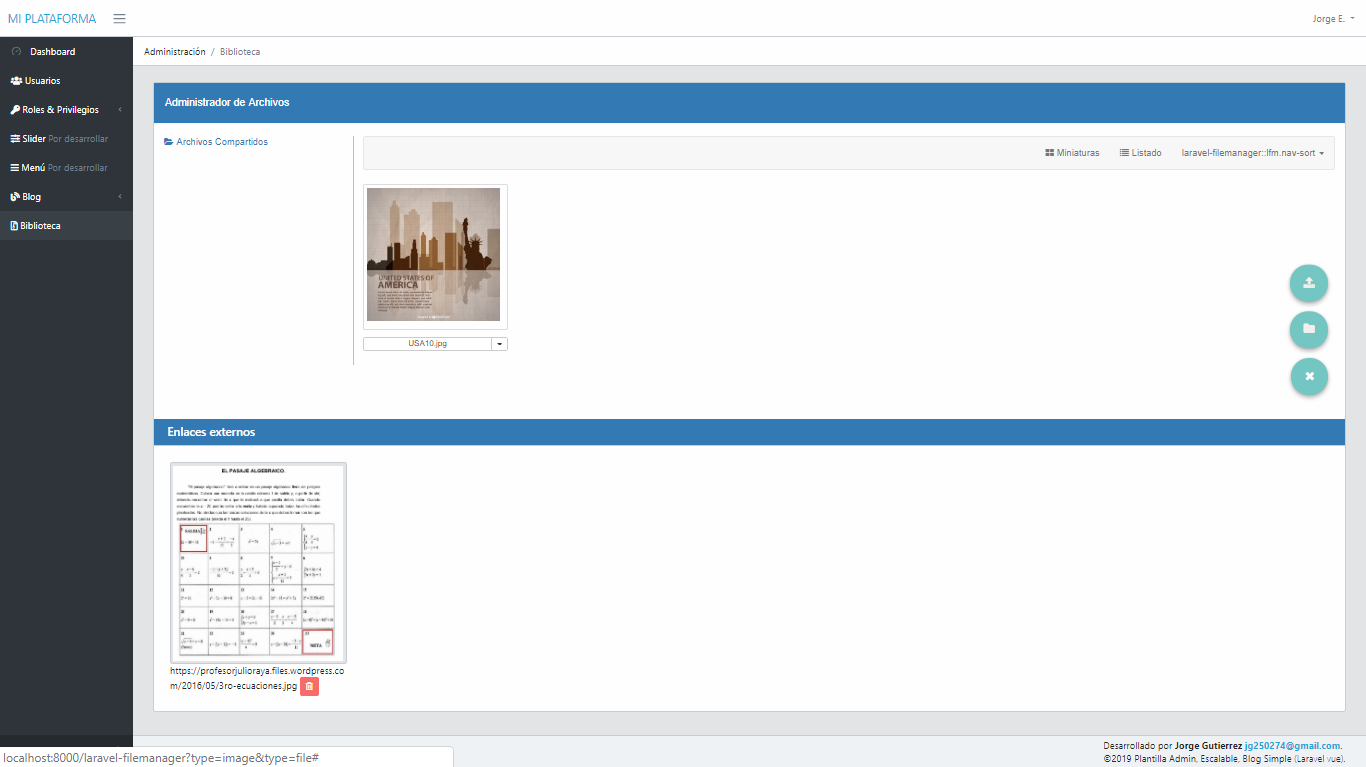 MI PLATAFORMA
Jorge E.
Dashboard
Usuarios
Roles & Privilegios
Slider Por desarrollar
Menú Por desarrollar
Blog
Biblioteca
Administración / Biblioteca
Administrador de Archivos
Archivos Compartidos
Miniaturas
Listado
laravel-filemanager::lfm.nav-sort
UNITED STATES OF
AMERICA
USA10.jpg
Enlaces externos
EL PASAJE ALGEBRAICO.
https://profesorjulioraya.files.wordpress.co
m/2016/05/3ro-ecuaciones.jpg
Desarrollado por Jorge Gutierrez jg250274@gmail.com.
©2019 Plantilla Admin, Escalable, Blog Simple (Laravel vue).
localhost:8000/laravel-filemanager?type=image&type=file#